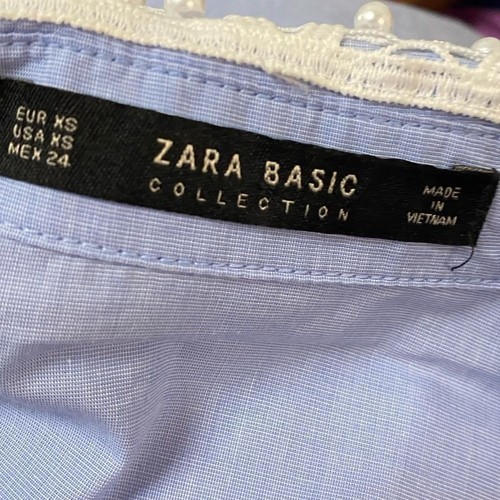 EUR XS
USA XS
MEX 24
ZARA BASIC
COLLECTION
MADE
IN
VIETNAM